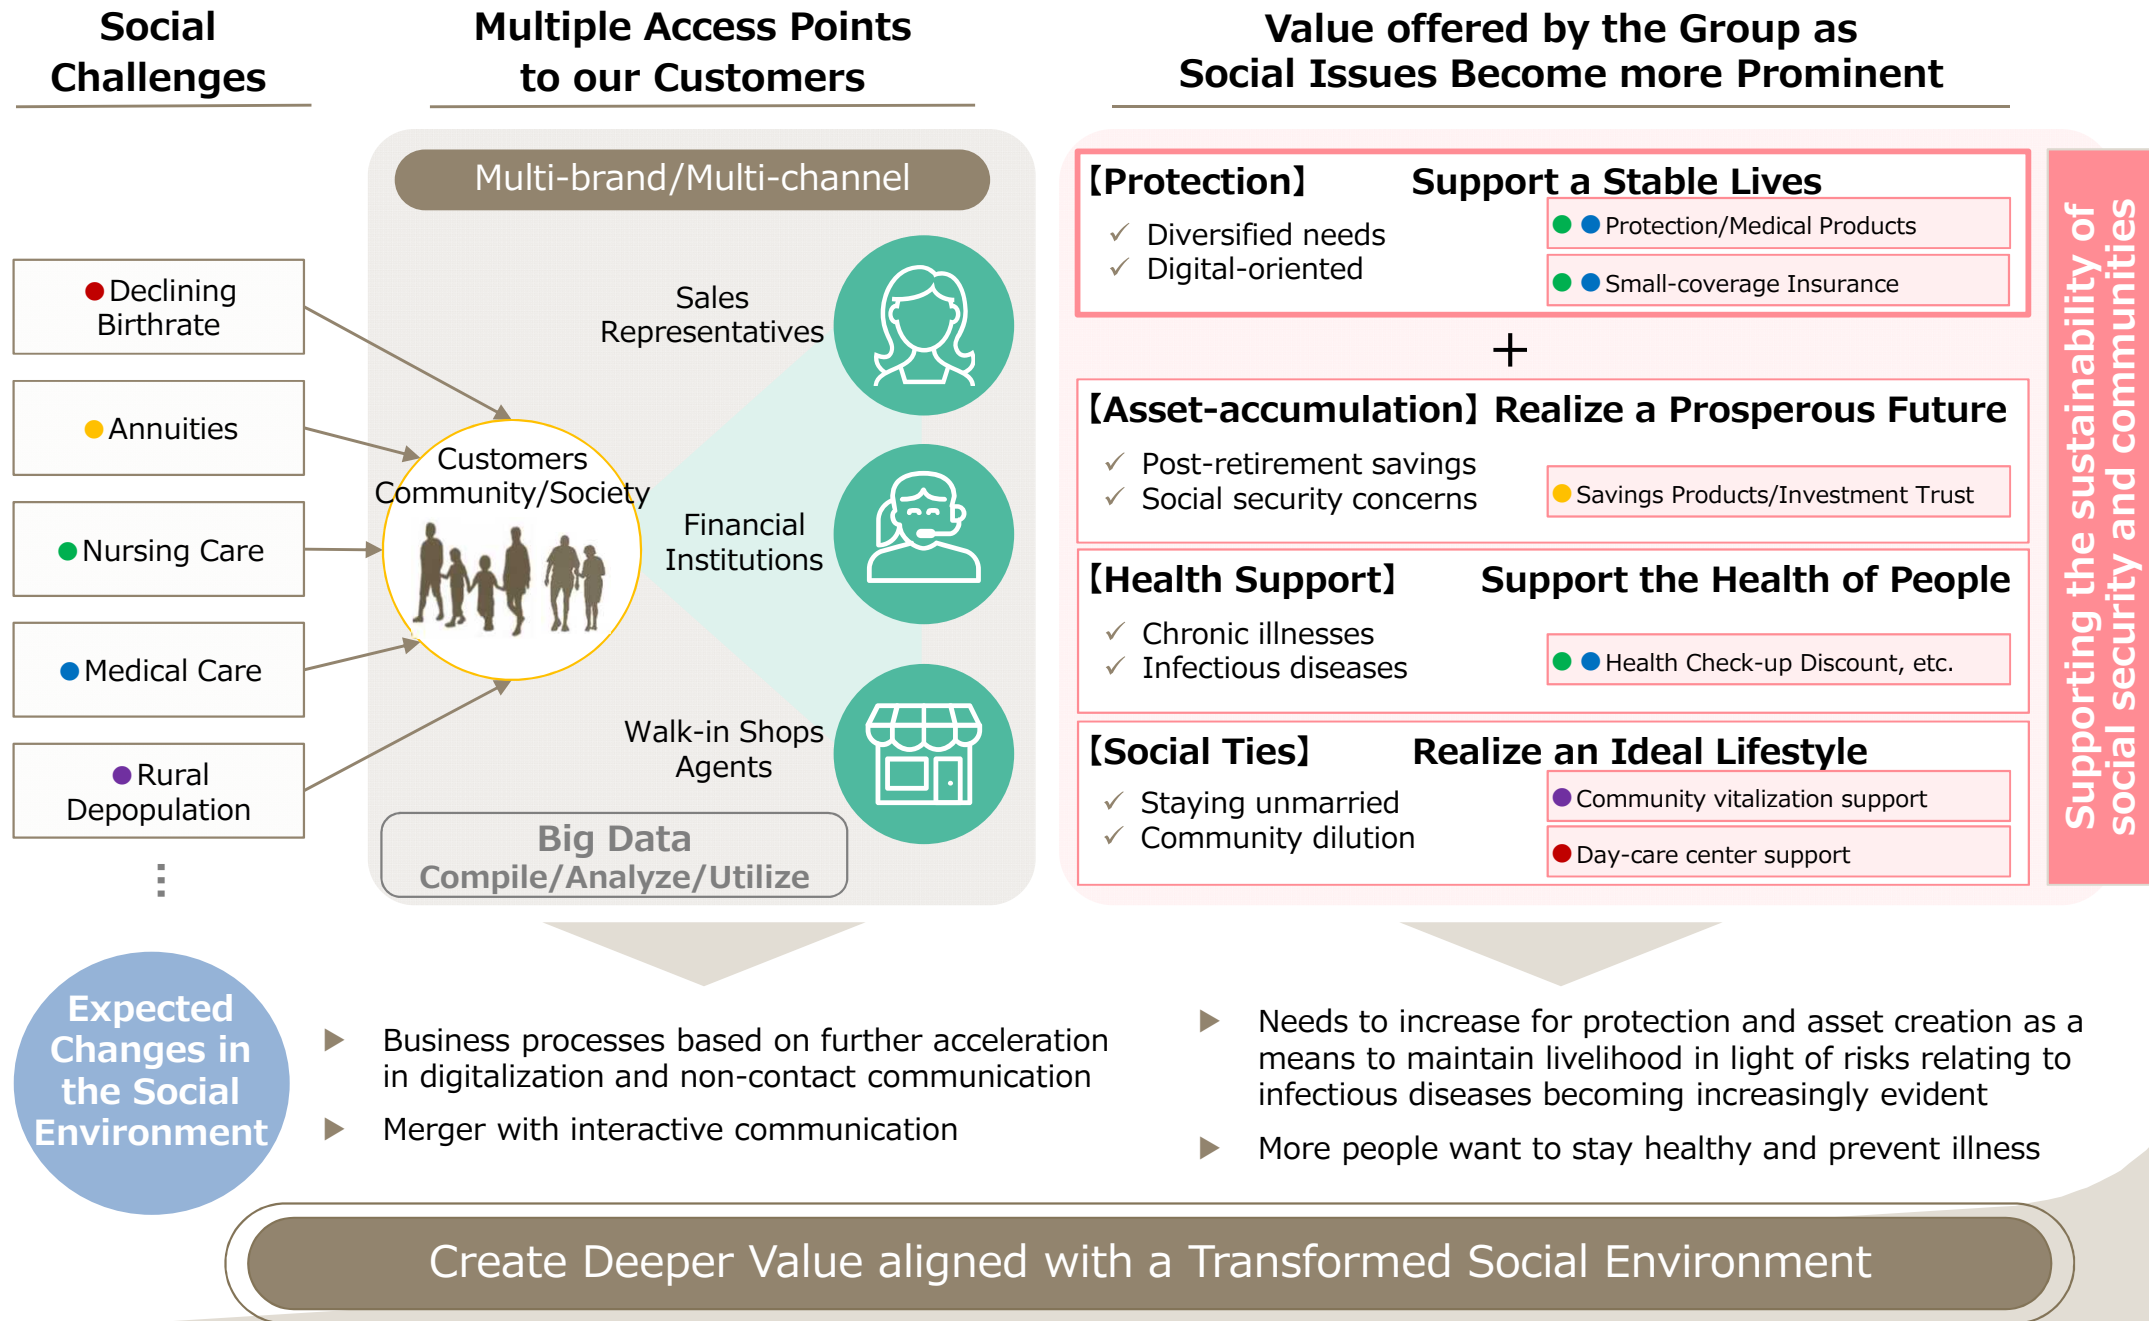 Social
Challenges
Multiple Access Points
to our Customers
Value offered by the Group as
Social Issues Become more Prominent
Declining
Birthrate
Annuities
Nursing Care
Medical Care
Rural
Depopulation
⋮
Multi-brand/Multi-channel
Sales
Representatives
Customers
Community/Society
Financial
Institutions
Walk-in Shops
Agents
Big Data
Compile/Analyze/Utilize
【Protection】 Support a Stable Lives
✓ Diversified needs
✓ Digital-oriented
Protection/Medical Products
Small-coverage Insurance
+
【Asset-accumulation】 Realize a Prosperous Future
✓ Post-retirement savings
✓ Social security concerns
Savings Products/Investment Trust
【Health Support】 Support the Health of People
✓ Chronic illnesses
✓ Infectious diseases
Health Check-up Discount, etc.
【Social Ties】 Realize an Ideal Lifestyle
✓ Staying unmarried
✓ Community dilution
Community vitalization support
Day-care center support
Supporting the sustainability of
social security and communities
Expected
Changes in
the Social
Environment
Business processes based on further acceleration
in digitalization and non-contact communication
Merger with interactive communication
Needs to increase for protection and asset creation as a
means to maintain livelihood in light of risks relating to
infectious diseases becoming increasingly evident
More people want to stay healthy and prevent illness
Create Deeper Value aligned with a Transformed Social Environment